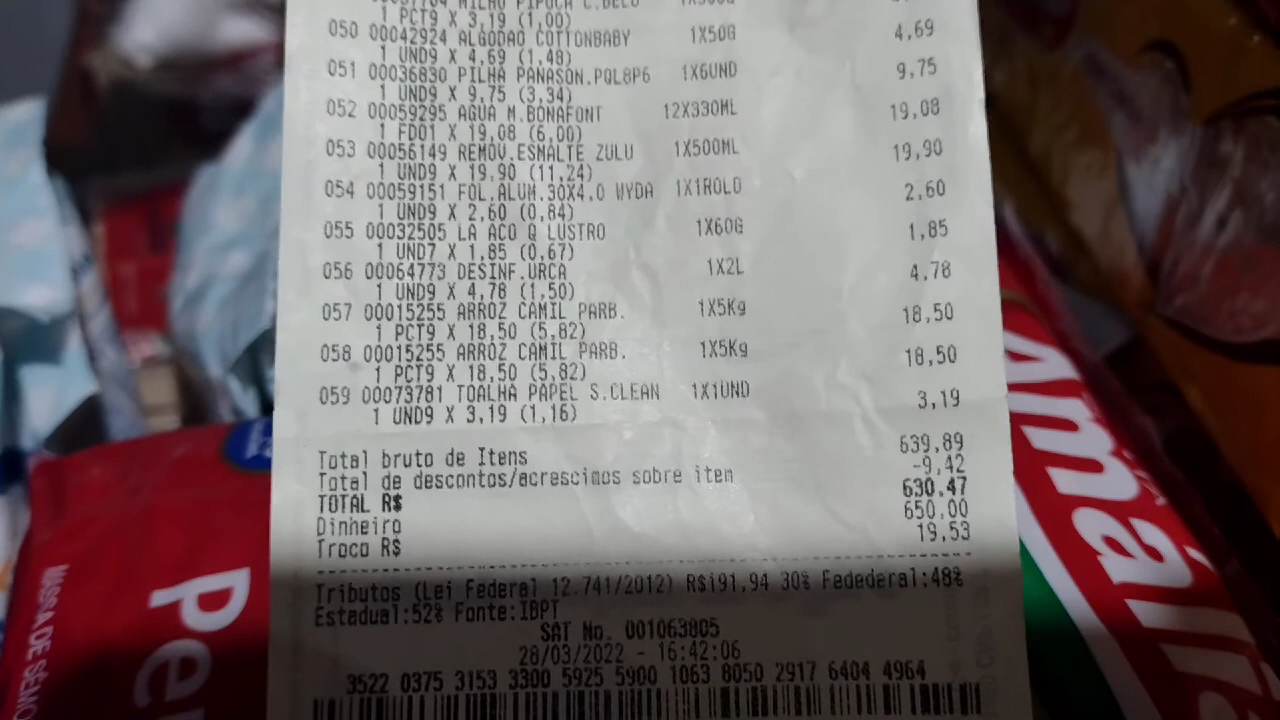 MILHO PIPOCA C.BELO 1X500G
1 PCT9 X 3,19 (1,00)
050 00042924 ALGODAO COTTONBABY 1X50G 4,69
1 UND9 X 4,69 (1,48)
051 00036830 PILHA PANASON.PQL8P6 1X6UND 9,75
1 UND9 X 9,75 (3,34)
052 00059295 AGUA M.BONAFONT 12X330ML 19,08
1 FD01 X 19,08 (6,00)
053 00056149 REMOV.ESMALTE ZULU 1X500ML 19,90
1 UND9 X 19,90 (11,24)
054 00059151 FOL.ALUM.30X4.0 WYDA 1X1ROLO 2,60
1 UND9 X 2,60 (0,84)
055 00032505 LA ACO Q LUSTRO 1X60G 1,85
1 UND7 X 1,85 (0,67)
056 00064773 DESINF.URCA 1X2L 4,78
1 UND9 X 4,78 (1,50)
057 00015255 ARROZ CAMIL PARB. 1X5Kg 18,50
1 PCT9 X 18,50 (5,82)
058 00015255 ARROZ CAMIL PARB. 1X5Kg 18,50
1 PCT9 X 18,50 (5,82)
059 00073781 TOALHA PAPEL S.CLEAN 1X1UND 3,19
1 UND9 X 3,19 (1,16)
Total bruto de Itens 639,89
Total de descontos/acrescimos sobre item -9,42
TOTAL R$ 630,47
Dinheiro 650,00
Troco R$ 19,53
Tributos (Lei Federal 12.741/2012) R$191,94 30% Fedederal:48%
Estadual:52% Fonte:IBPT
SAT No. 001063805
28/03/2022 - 16:42:06
3522 0375 3153 3300 5925 5900 1063 8050 2917 6404 4964
MASSA DE SÊMO
Pe
Amália